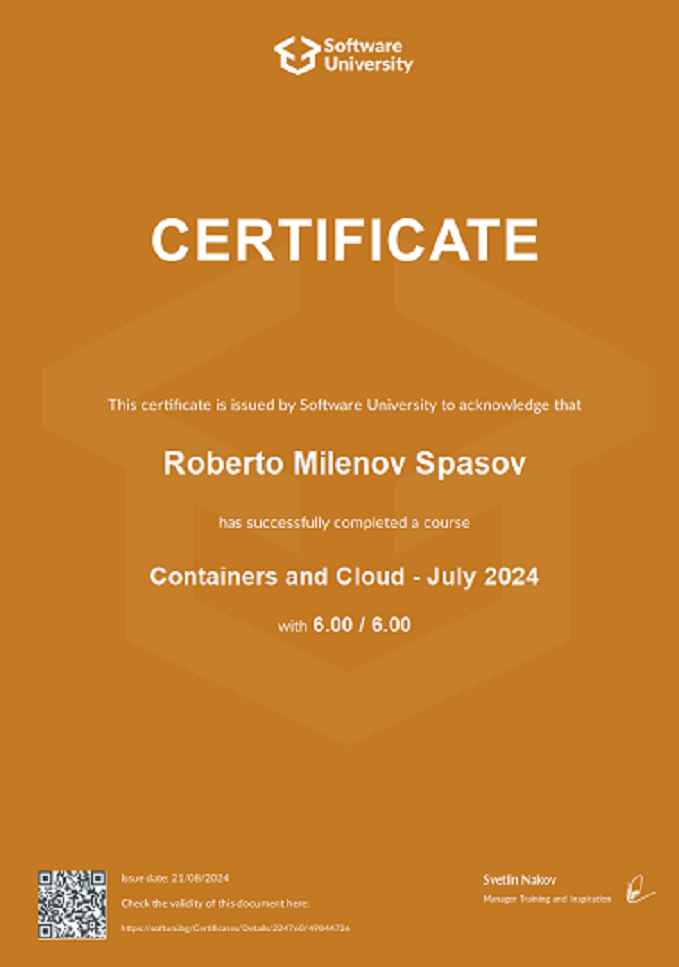 Software
University
CERTIFICATE
This certificate is issued by Software University to acknowledge that
Roberto Milenov Spasov
has successfully completed a course
Containers and Cloud - July 2024
with 6.00 / 6.00
Issue date: 21/08/2024
Check the validity of this document here:
https://softuni.bg/Certificates/Details/224760/49044726
Svetlin Nakov
Manager Training and Inspiration